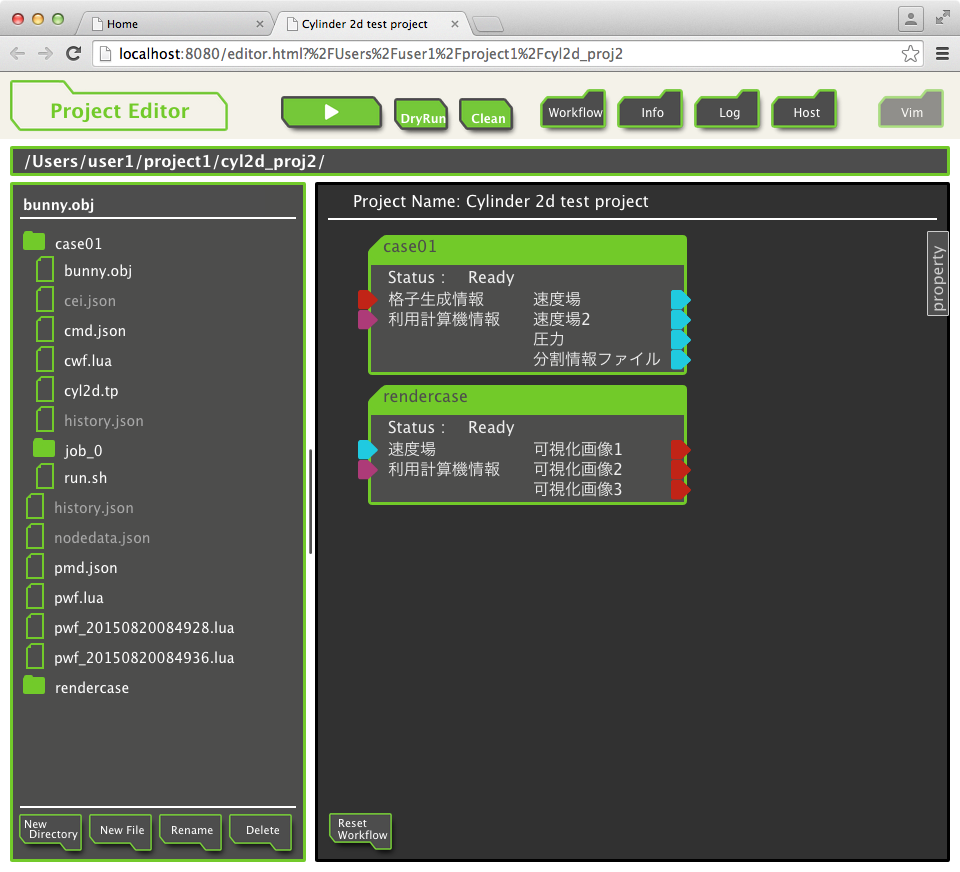 Home
Cylinder 2d test project
localhost:8080/editor.html?%2FUsers%2Fuser1%2Fproject1%2Fcyl2d_proj2
Project Editor
DryRun
Clean
Workflow
Info
Log
Host
Vim
/Users/user1/project1/cyl2d_proj2/
bunny.obj
case01
bunny.obj
cei.json
cmd.json
cwf.lua
cyl2d.tp
history.json
job_0
run.sh
history.json
nodedata.json
pmd.json
pwf.lua
pwf_20150820084928.lua
pwf_20150820084936.lua
rendercase
New
Directory
New File
Rename
Delete
Project Name: Cylinder 2d test project
case01
Status : Ready
格子生成情報 速度場
利用計算機情報 速度場2
圧力
分割情報ファイル
rendercase
Status : Ready
速度場 可視化画像1
利用計算機情報 可視化画像2
可視化画像3
property
Reset
Workflow